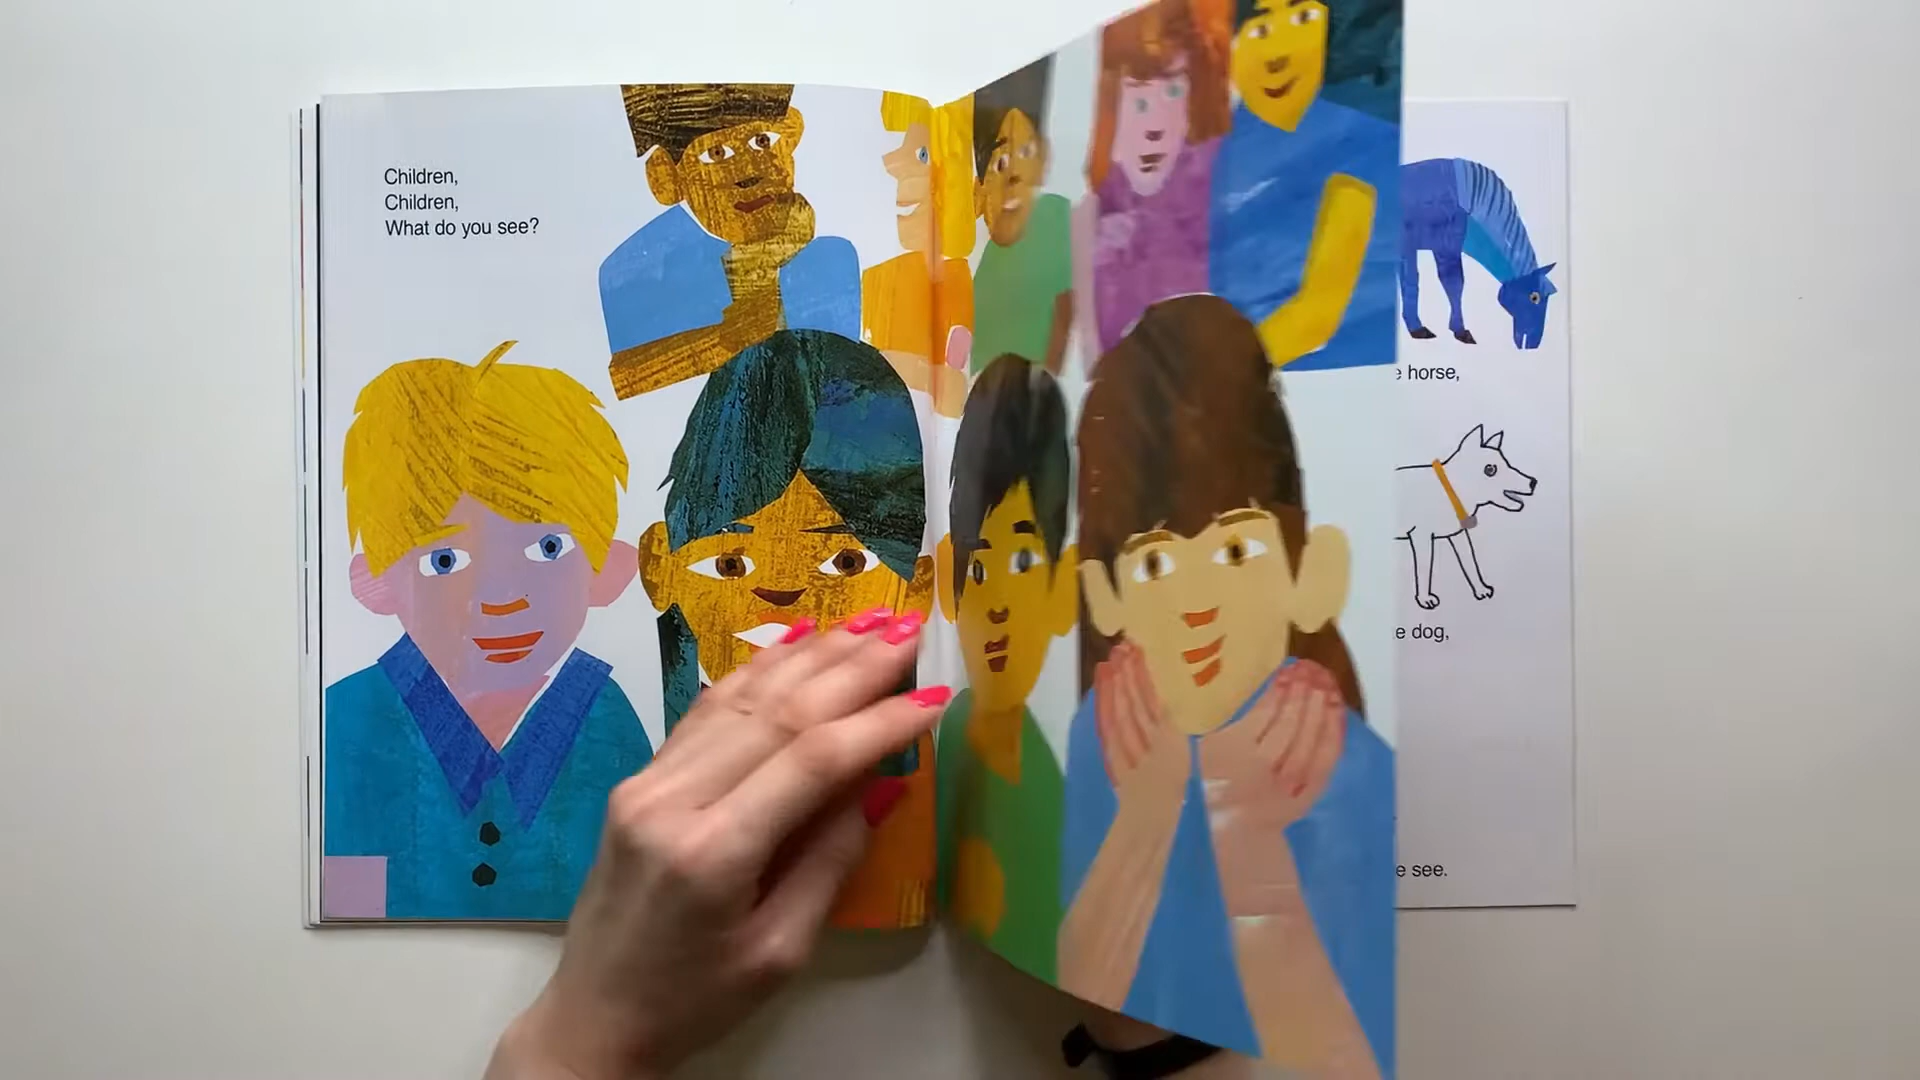 Children,
Children,
What do you see?
horse,
dog,
see.